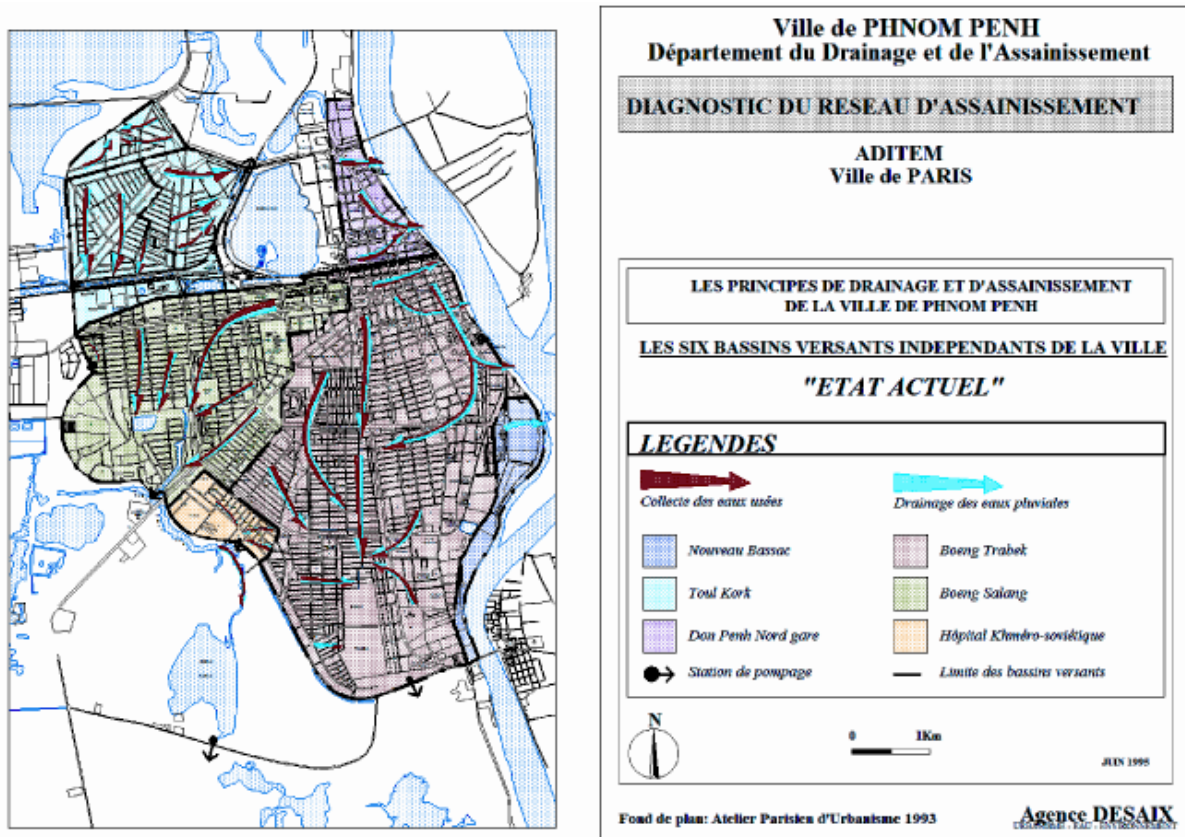 Ville de PHNOM PENH
Département du Drainage et de l'Assainissement
DIAGNOSTIC DU RESEAU D'ASSAINISSEMENT
ADITEM
Ville de PARIS
LES PRINCIPES DE DRAINAGE ET D'ASSAINISSEMENT
DE LA VILLE DE PHNOM PENH
LES SIX BASSINS VERSANTS INDEPENDANTS DE LA VILLE
"ETAT ACTUEL"
LEGENDES
Collecte des eaux usées
Drainage des eaux pluviales
Nouveau Bassac
Boeng Trabek
Toul Kork
Boeng Salang
Don Penh Nord gare
Hôpital Khméro-soviétique
Station de pompage
Limite des bassins versants
N
0 1Km
JUIN 1995
Fond de plan: Atelier Parisien d'Urbanisme 1993
Agence DESAIX
EAU - ENVIRONNEMENT